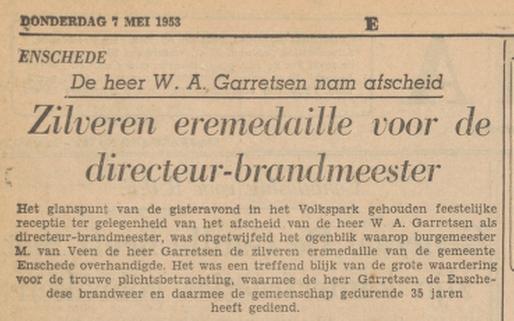 DONDERDAG 7 MEI 1953 E
ENSCHEDE
De heer W. A. Garretsen nam afscheid
Zilveren eremedaille voor de
directeur-brandmeester
Het glanspunt van de gisteravond in het Volkspark gehouden feestelijke
receptie ter gelegenheid van het afscheid van de heer W A. Garretsen als
directeur-brandmeester, was ongetwijfeld het ogenblik waarop burgemeester
M. van Veen de heer Garretsen de zilveren eremedaille van de gemeente
Enschede overhandigde. Het was een treffend blijk van de grote waardering
voor de trouwe plichtsbetrachting, waarmee de heer Garretsen de Ensche-
dese brandweer en daarmee de gemeenschap gedurende 35 jaren
heeft gediend.